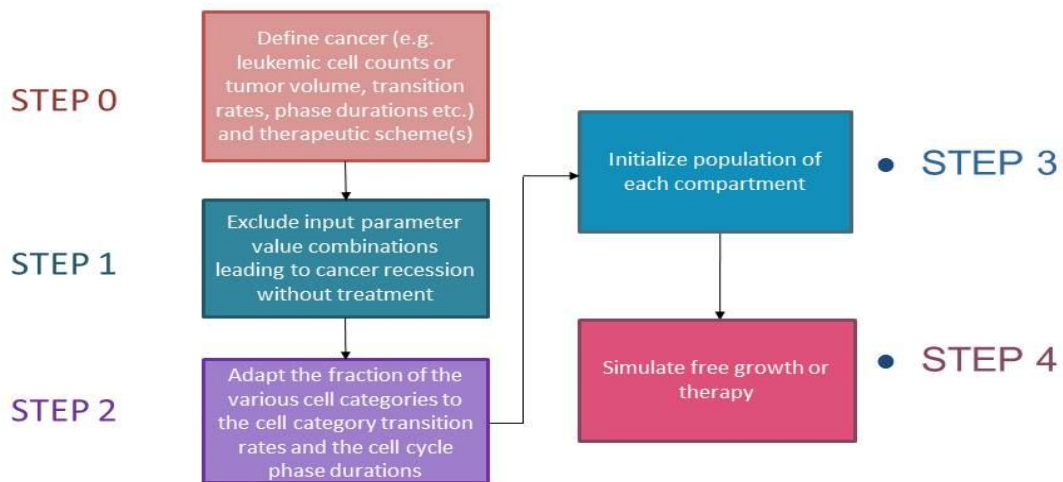 STEP 0
Define cancer (e.g.
leukemic cell counts or
tumor volume, transition
rates, phase durations etc.)
and therapeutic scheme(s)
STEP 1
Exclude input parameter
value combinations
leading to cancer recession
without treatment
STEP 2
Adapt the fraction of the
various cell categories to
the cell category transition
rates and the cell cycle
phase durations
Initialize population of
each compartment
• STEP 3
Simulate free growth or
therapy
• STEP 4